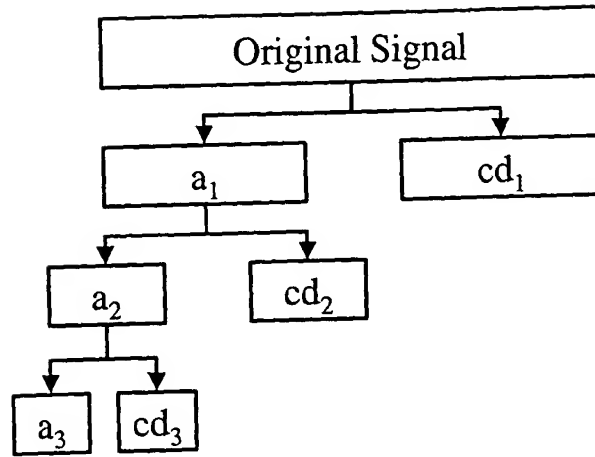 Original Signal
a₁ cd₁
a₂ cd₂
a₃ cd₃